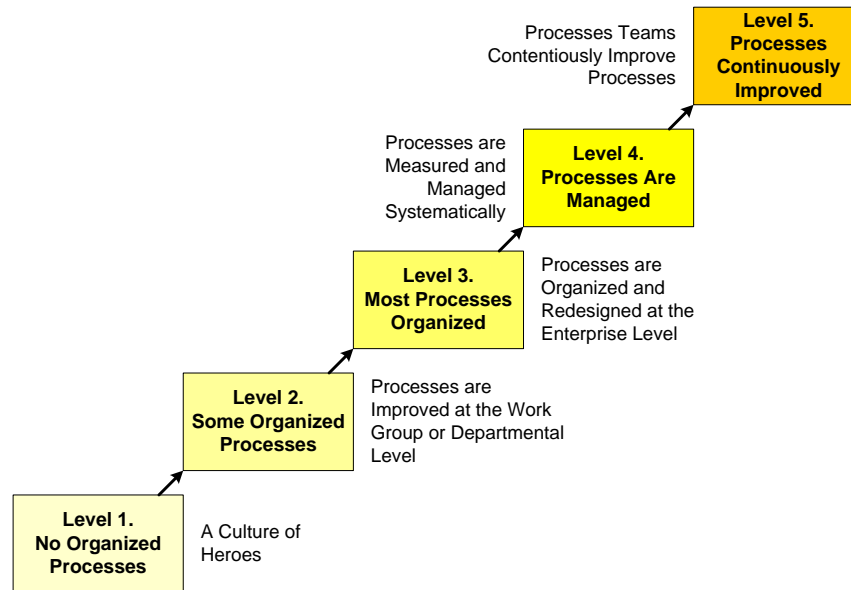 Processes Teams
Contentiously Improve
Processes
Level 5.
Processes
Continuously
Improved
Processes are
Measured and
Managed
Systematically
Level 4.
Processes Are
Managed
Level 3.
Most Processes
Organized
Processes are
Organized and
Redesigned at the
Enterprise Level
Level 2.
Some Organized
Processes
Processes are
Improved at the Work
Group or Departmental
Level
Level 1.
No Organized
Processes
A Culture of
Heroes